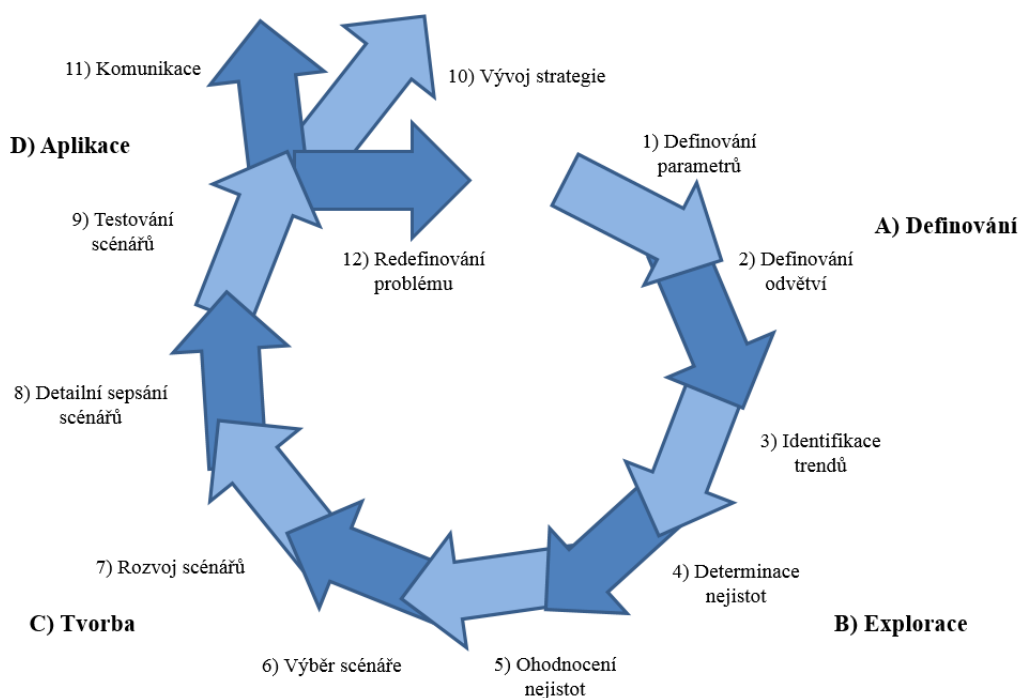 1) Definování
parametrů
A) Definování
2) Definování
odvětví
3) Identifikace
trendů
4) Determinace
nejistot
B) Explorace
5) Ohodnocení
nejistot
6) Výběr scénáře
C) Tvorba
7) Rozvoj scénářů
8) Detailní sepsání
scénářů
9) Testování
scénářů
D) Aplikace
10) Vývoj strategie
11) Komunikace
12) Redefinování
problému